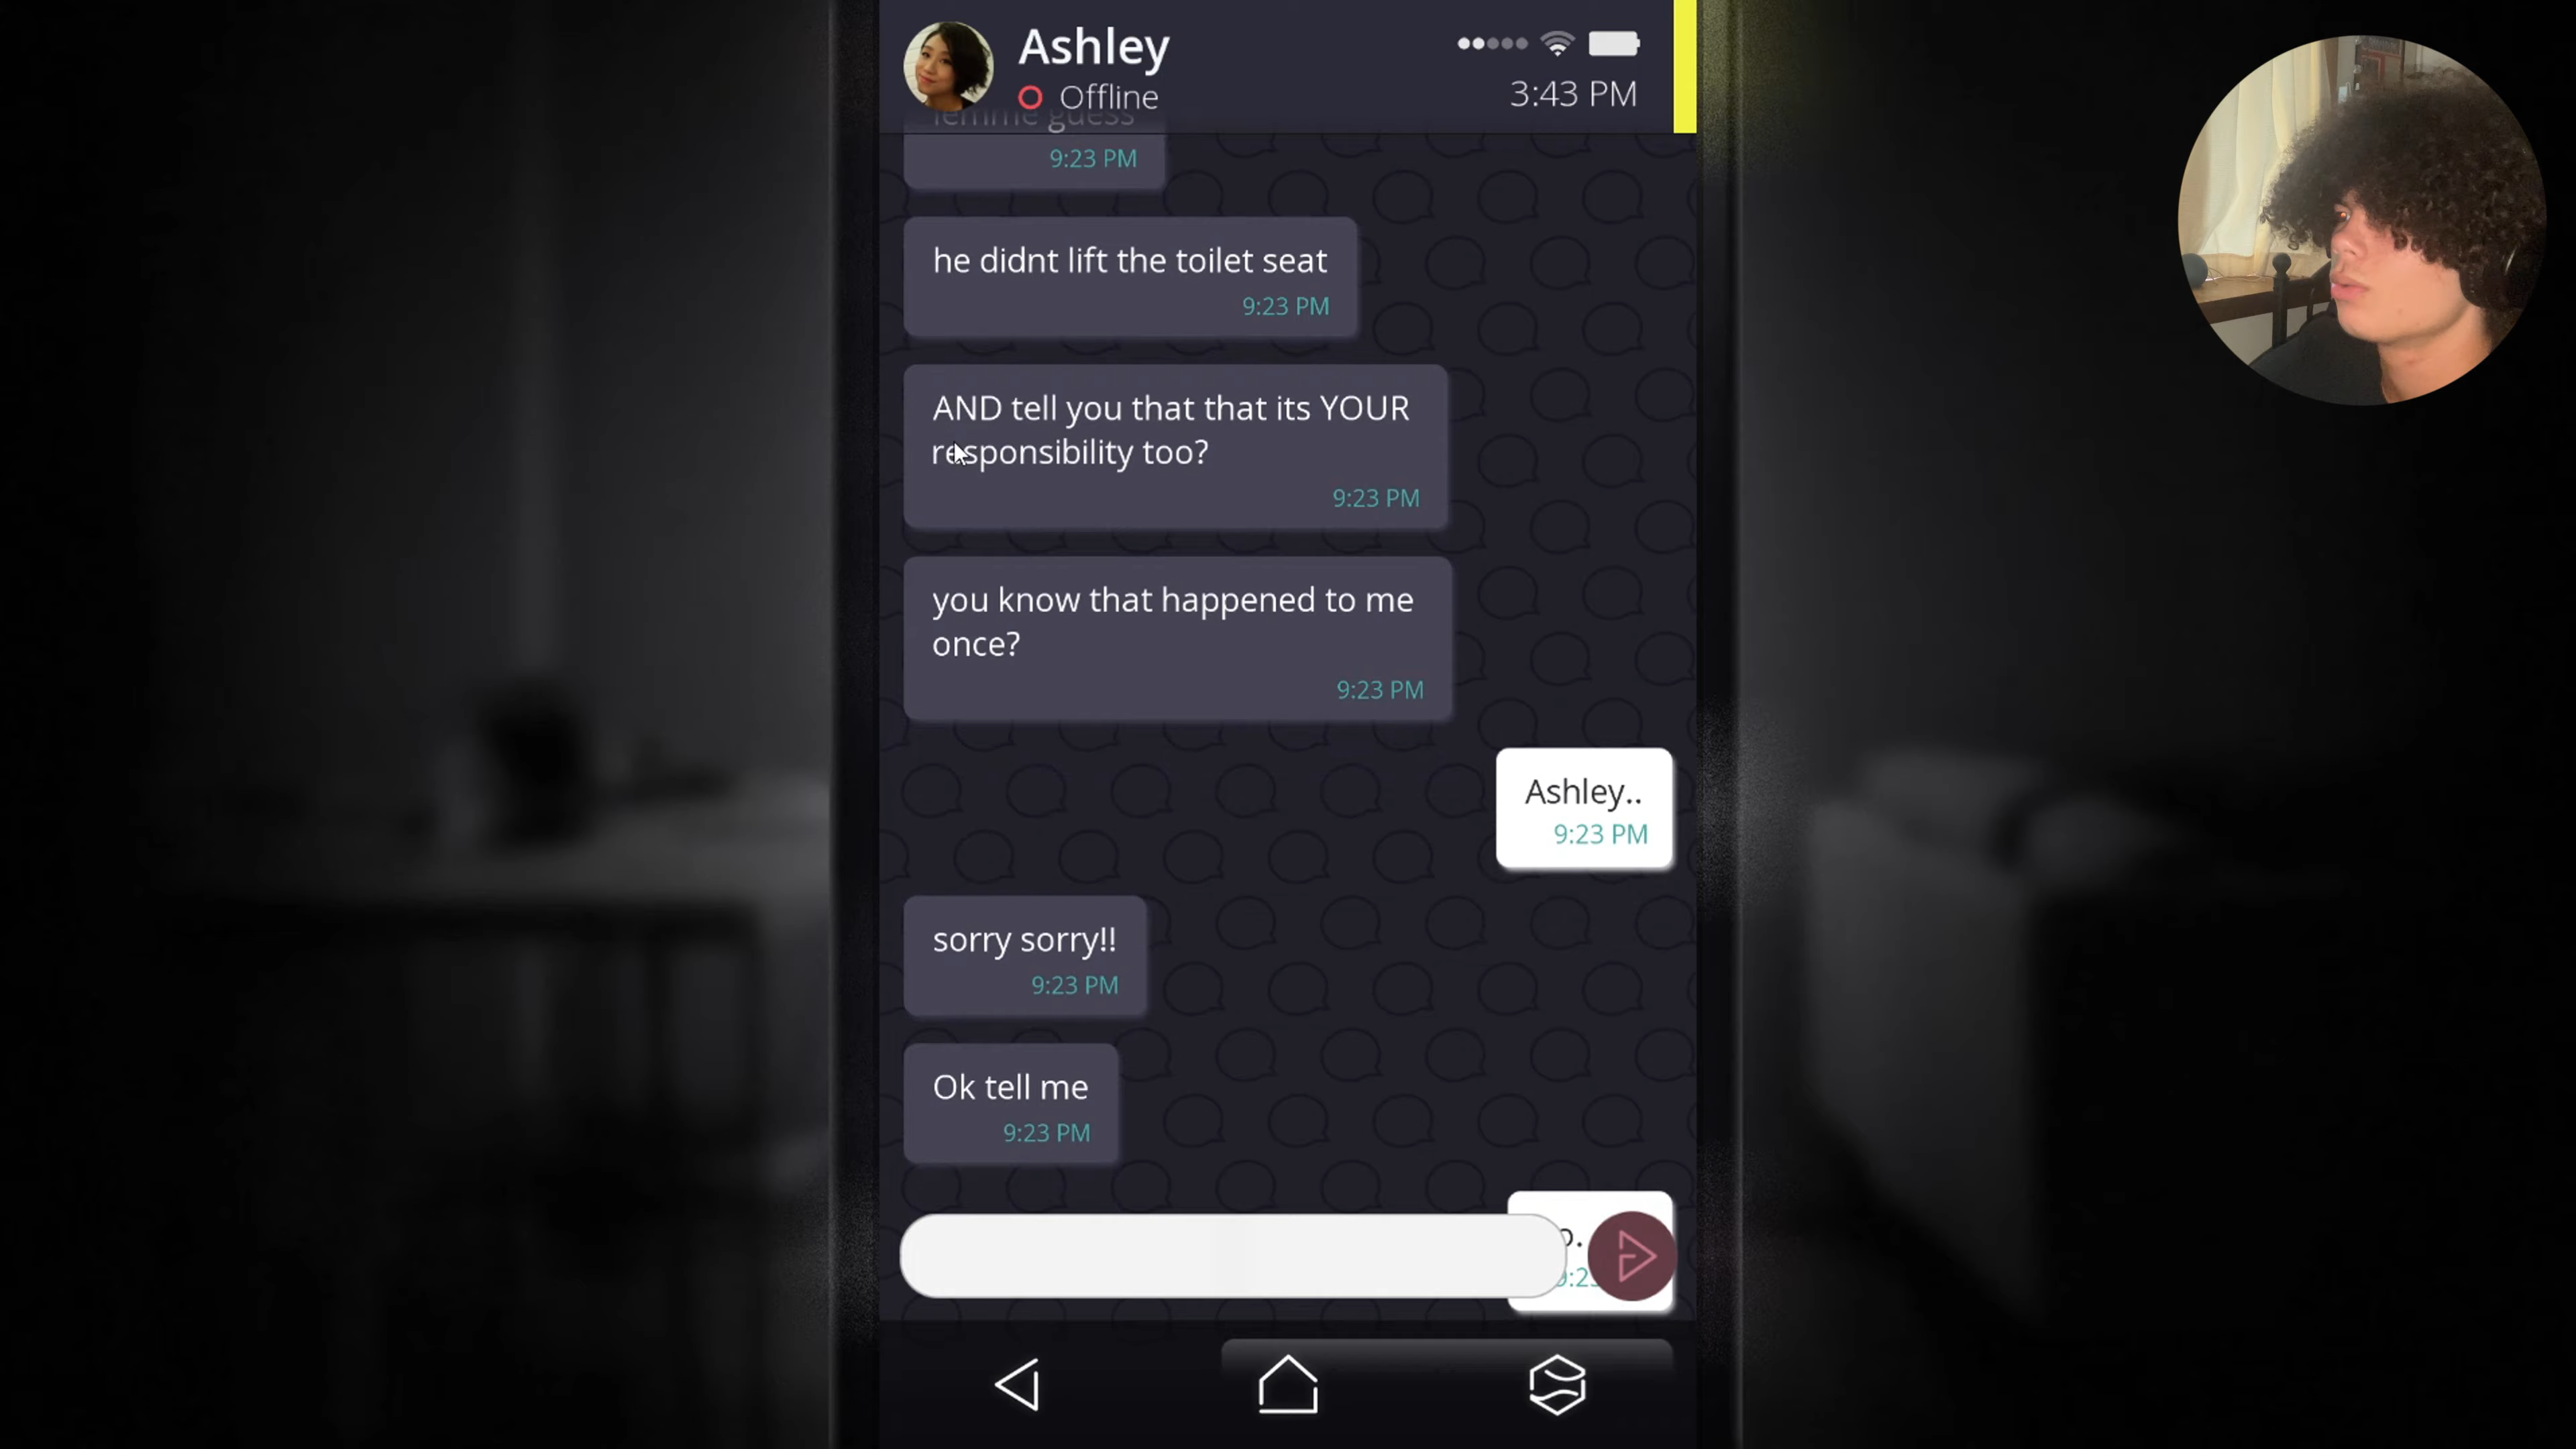 Ashley
Offline
3:43 PM
lemme guess
9:23 PM
he didnt lift the toilet seat
9:23 PM
AND tell you that that its YOUR
responsibility too?
9:23 PM
you know that happened to me
once?
9:23 PM
Ashley..
9:23 PM
sorry sorry!!
9:23 PM
Ok tell me
9:23 PM